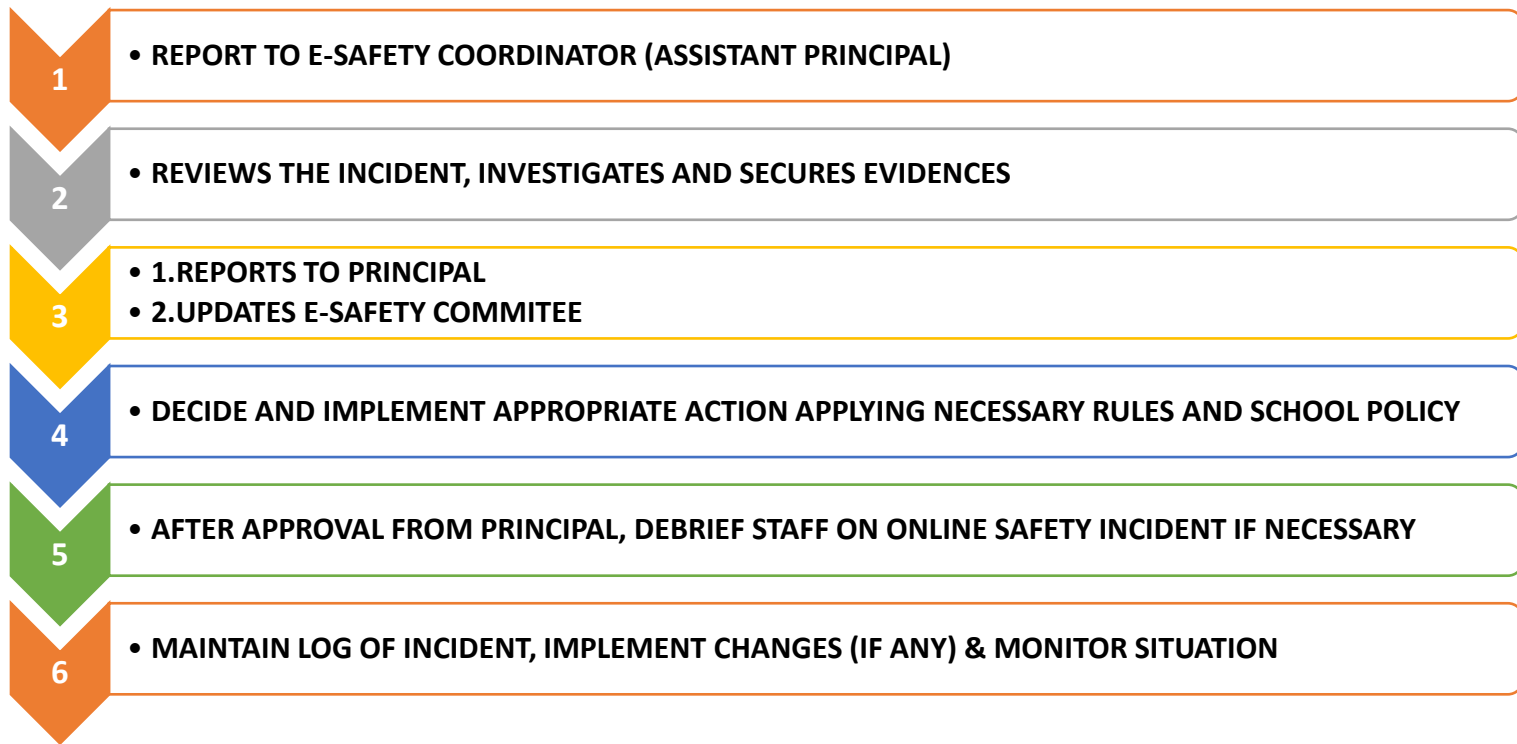 1
• REPORT TO E-SAFETY COORDINATOR (ASSISTANT PRINCIPAL)
2
• REVIEWS THE INCIDENT, INVESTIGATES AND SECURES EVIDENCES
3
• 1.REPORTS TO PRINCIPAL
• 2.UPDATES E-SAFETY COMMITEE
4
• DECIDE AND IMPLEMENT APPROPRIATE ACTION APPLYING NECESSARY RULES AND SCHOOL POLICY
5
• AFTER APPROVAL FROM PRINCIPAL, DEBRIEF STAFF ON ONLINE SAFETY INCIDENT IF NECESSARY
6
• MAINTAIN LOG OF INCIDENT, IMPLEMENT CHANGES (IF ANY) & MONITOR SITUATION